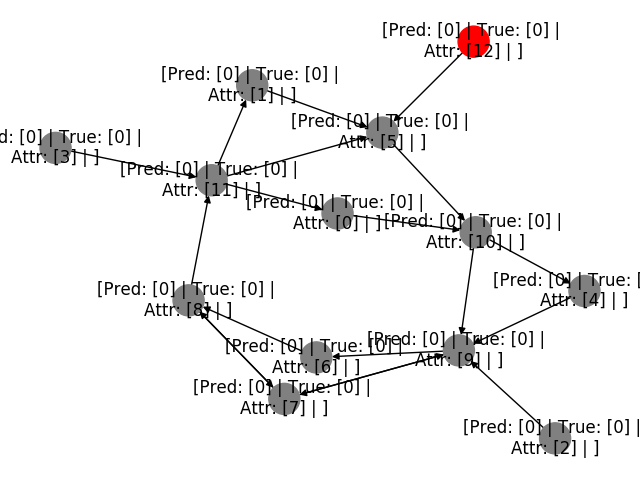 [Pred: [0] | True: [0] |
Attr: [12] | ]
[Pred: [0] | True: [0] |
Attr: [1] | ]
[Pred: [0] | True: [0] |
Attr: [5] | ]
d: [0] | True: [0] |
Attr: [3] | ]
[Pred: [0] | True: [0] |
Attr: [11] | ]
[Pred: [0] | True: [0] |
Attr: [0] | ]
[Pred: [0] | True: [0] |
Attr: [10] | ]
[Pred: [0] | True: [
Attr: [4] | ]
[Pred: [0] | True: [0] |
Attr: [8] | ]
[Pred: [0] | True: [0] |
Attr: [6] | ]
[Pred: [0] | True: [0] |
Attr: [9] | ]
[Pred: [0] | True: [0] |
Attr: [7] | ]
[Pred: [0] | True: [0] |
Attr: [2] | ]